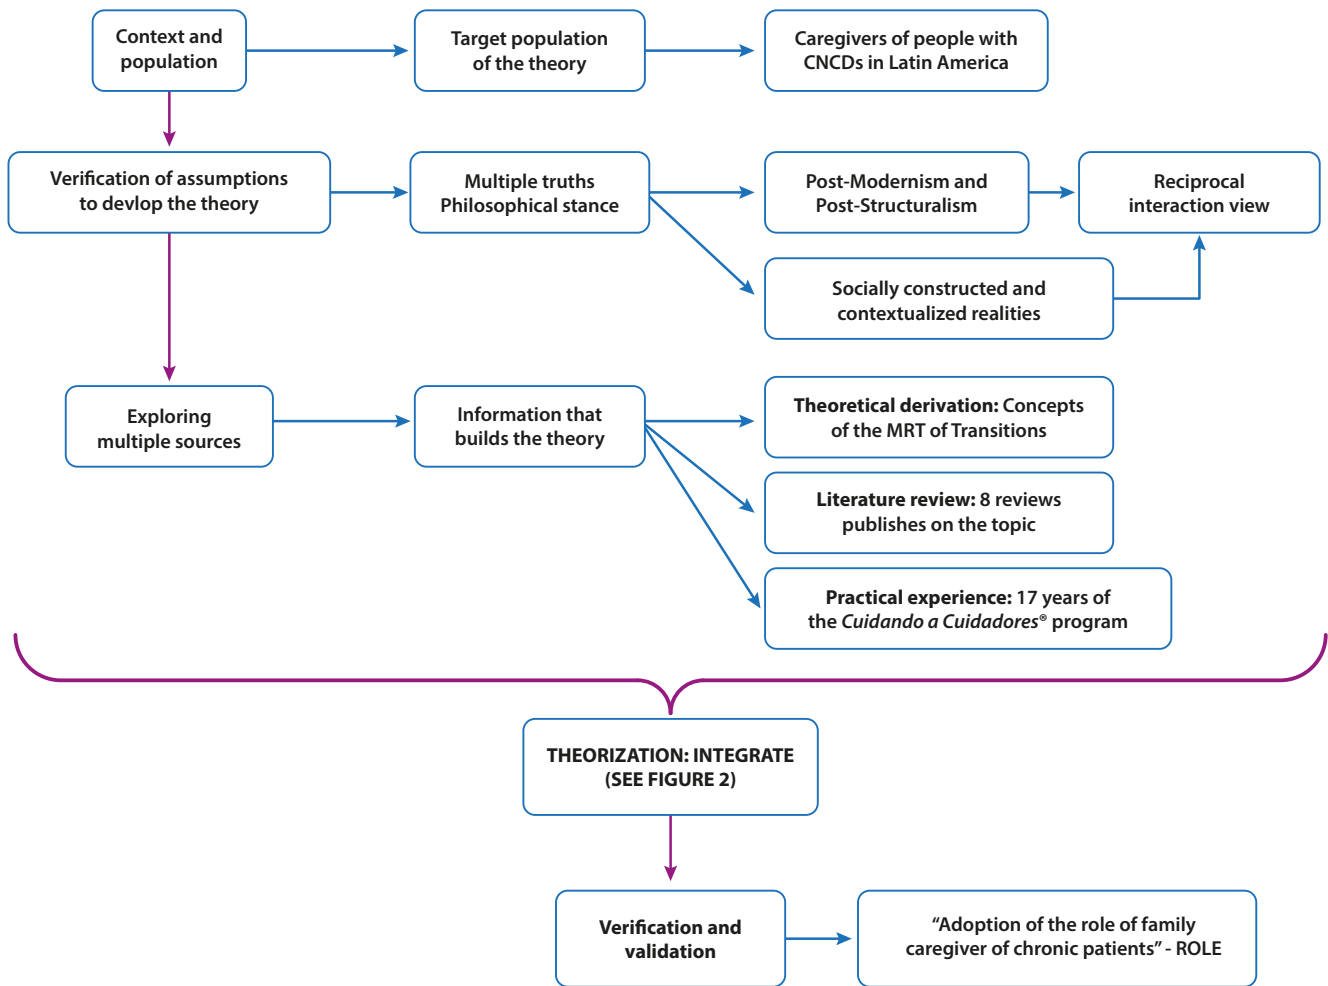 Context and
population
Target population
of the theory
Caregivers of people with
CNCDs in Latin America
Verification of assumptions
to devlop the theory
Multiple truths
Philosophical stance
Post-Modernism and
Post-Structuralism
Reciprocal
interaction view
Socially constructed and
contextualized realities
Exploring
multiple sources
Information that
builds the theory
Theoretical derivation: Concepts
of the MRT of Transitions
Literature review: 8 reviews
publishes on the topic
Practical experience: 17 years of
the Cuidando a Cuidadores® program
THEORIZATION: INTEGRATE
(SEE FIGURE 2)
Verification and
validation
“Adoption of the role of family
caregiver of chronic patients” - ROLE